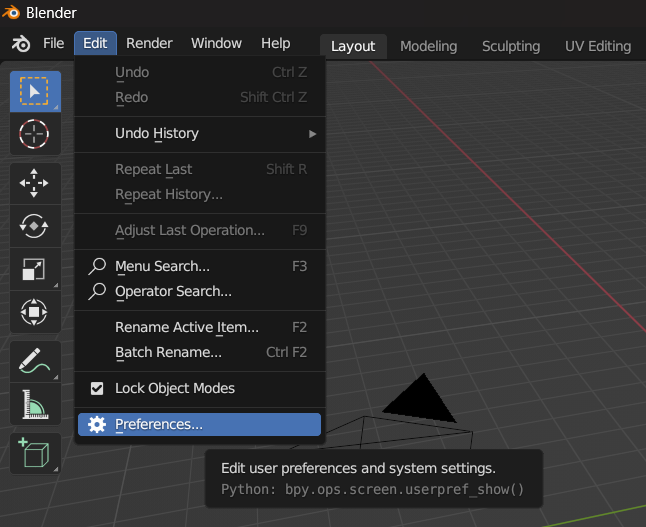 Blender
File Edit Render Window Help Layout Modeling Sculpting UV Editing
Undo Ctrl Z
Redo Shift Ctrl Z
Undo History
Repeat Last Shift R
Repeat History...
Adjust Last Operation... F9
Menu Search... F3
Operator Search...
Rename Active Item... F2
Batch Rename... Ctrl F2
Lock Object Modes
Preferences...
Edit user preferences and system settings.
Python: bpy.ops.screen.userpref_show()